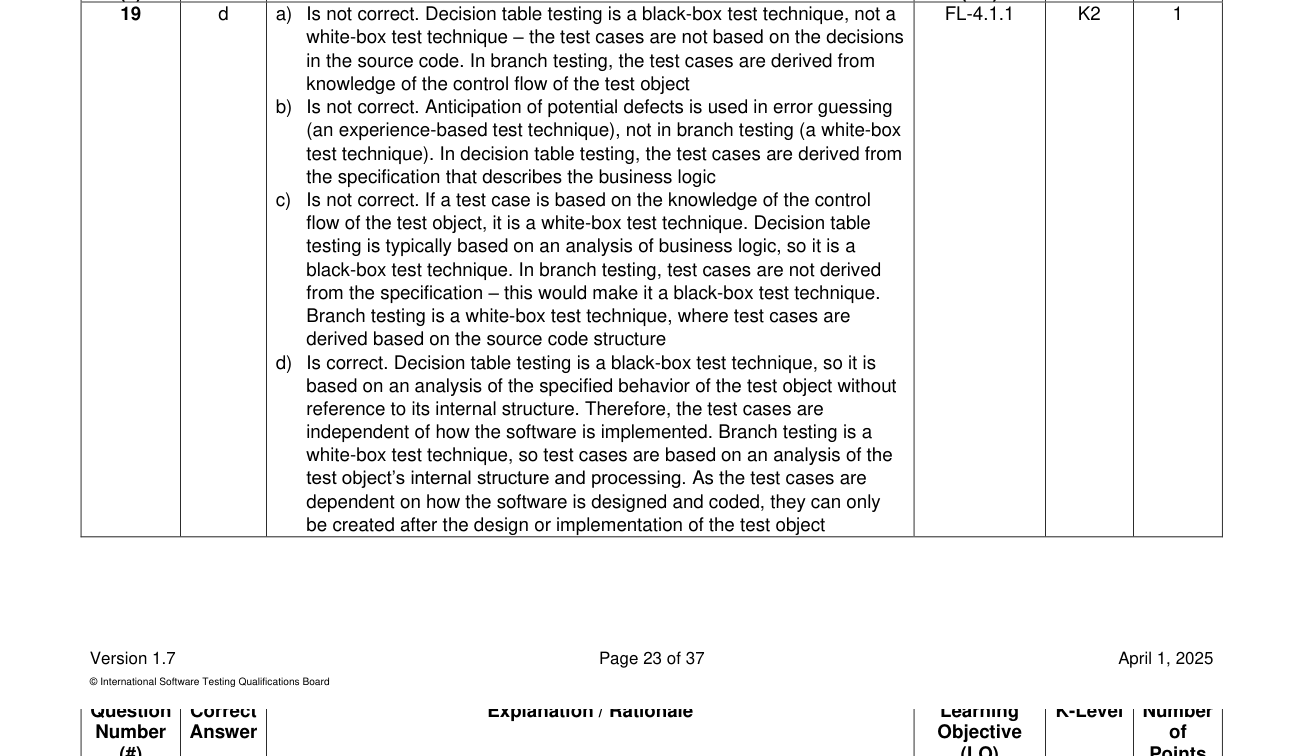 19 d a) Is not correct. Decision table testing is a black-box test technique, not a FL-4.1.1 K2 1
white-box test technique – the test cases are not based on the decisions
in the source code. In branch testing, the test cases are derived from
knowledge of the control flow of the test object
b) Is not correct. Anticipation of potential defects is used in error guessing
(an experience-based test technique), not in branch testing (a white-box
test technique). In decision table testing, the test cases are derived from
the specification that describes the business logic
c) Is not correct. If a test case is based on the knowledge of the control
flow of the test object, it is a white-box test technique. Decision table
testing is typically based on an analysis of business logic, so it is a
black-box test technique. In branch testing, test cases are not derived
from the specification – this would make it a black-box test technique.
Branch testing is a white-box test technique, where test cases are
derived based on the source code structure
d) Is correct. Decision table testing is a black-box test technique, so it is
based on an analysis of the specified behavior of the test object without
reference to its internal structure. Therefore, the test cases are
independent of how the software is implemented. Branch testing is a
white-box test technique, so test cases are based on an analysis of the
test object’s internal structure and processing. As the test cases are
dependent on how the software is designed and coded, they can only
be created after the design or implementation of the test object
Version 1.7 Page 23 of 37 April 1, 2025
© International Software Testing Qualifications Board
Question Correct Explanation / Rationale Learning K-Level Number
Number Answer Objective of
(#) (LO) Points